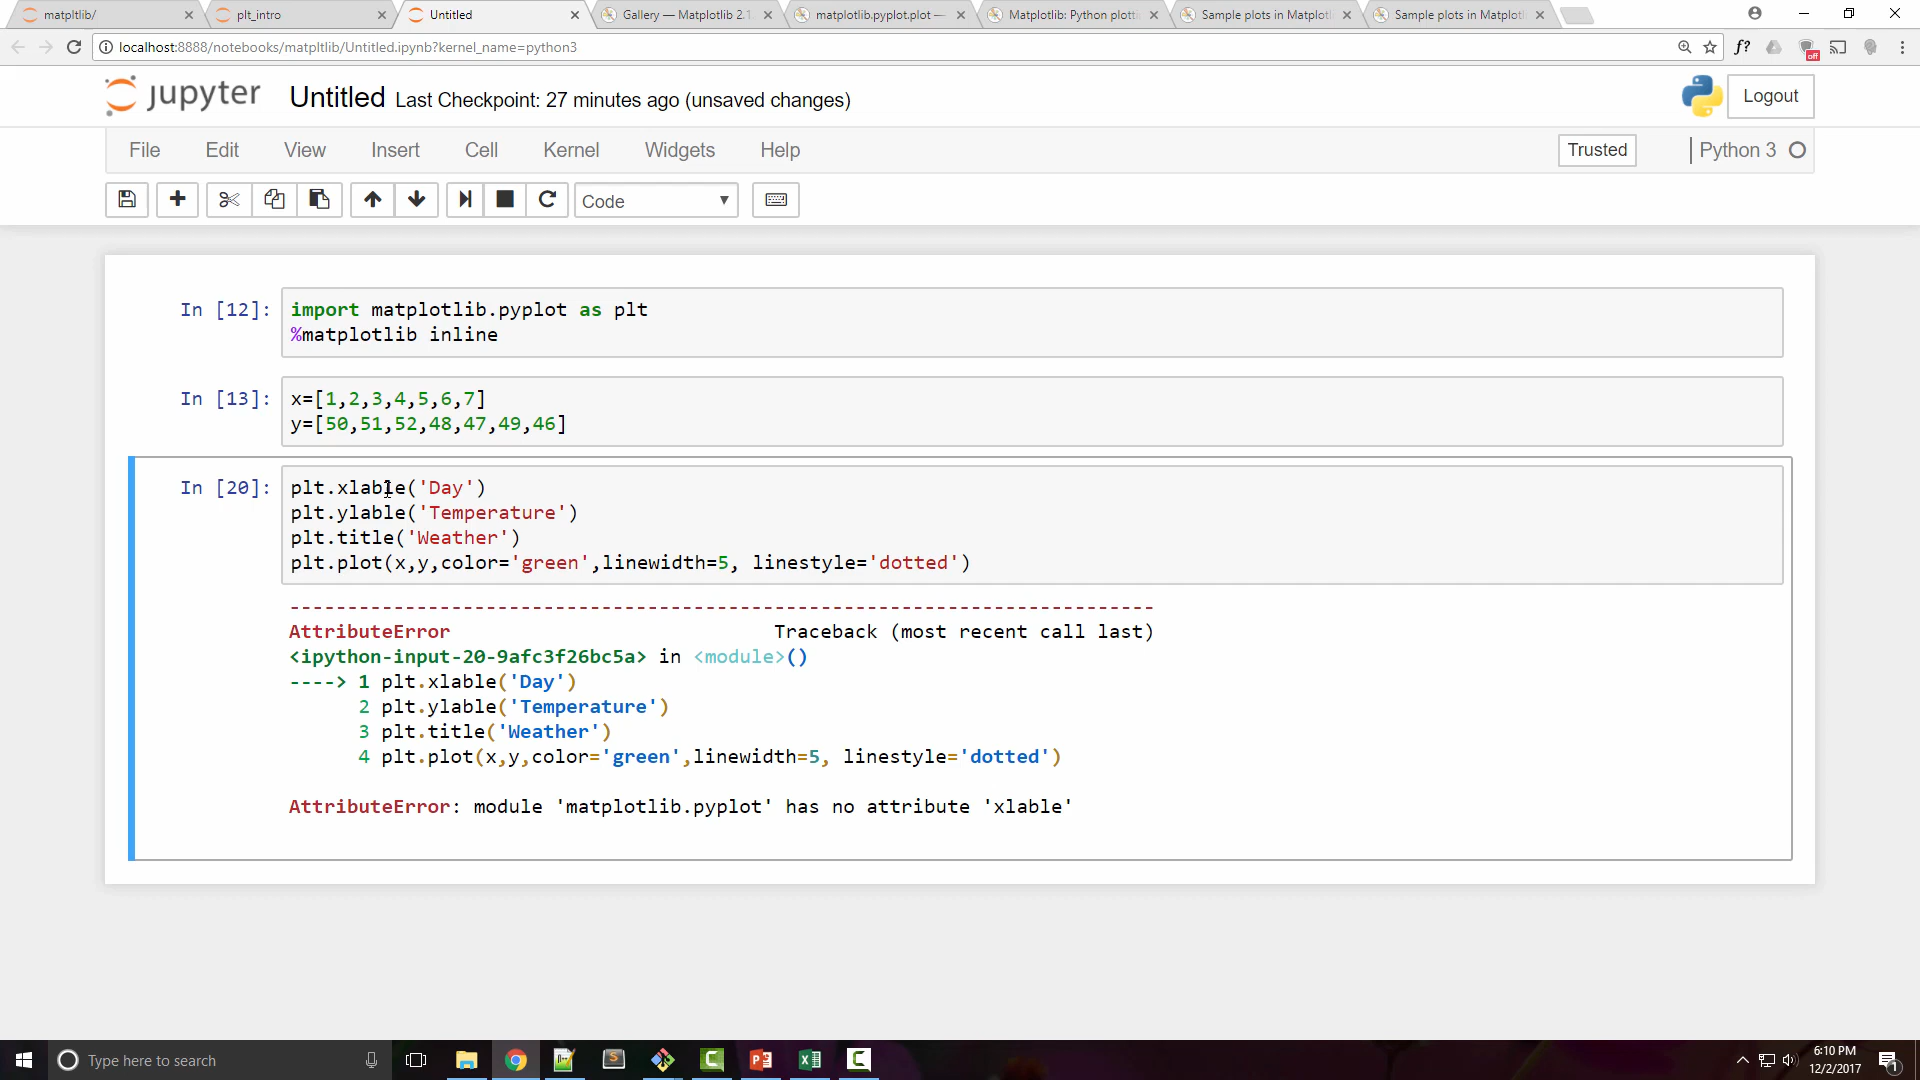 matpltlib/
plt_intro
Untitled
Gallery — Matplotlib 2.1
matplotlib.pyplot.plot —
Matplotlib: Python plotti
Sample plots in Matplotl
Sample plots in Matplotl
localhost:8888/notebooks/matpltlib/Untitled.ipynb?kernel_name=python3
f?
off
jupyter
Untitled Last Checkpoint: 27 minutes ago (unsaved changes)
Logout
File Edit View Insert Cell Kernel Widgets Help
Trusted
Python 3
Code
In [12]:
import matplotlib.pyplot as plt
%matplotlib inline
In [13]:
x=[1,2,3,4,5,6,7]
y=[50,51,52,48,47,49,46]
In [20]:
plt.xlable('Day')
plt.ylable('Temperature')
plt.title('Weather')
plt.plot(x,y,color='green',linewidth=5, linestyle='dotted')
---------------------------------------------------------------------------
AttributeError                            Traceback (most recent call last)
<ipython-input-20-9afc3f26bc5a> in <module>()
----> 1 plt.xlable('Day')
      2 plt.ylable('Temperature')
      3 plt.title('Weather')
      4 plt.plot(x,y,color='green',linewidth=5, linestyle='dotted')
AttributeError: module 'matplotlib.pyplot' has no attribute 'xlable'
Type here to search
6:10 PM
12/2/2017
1